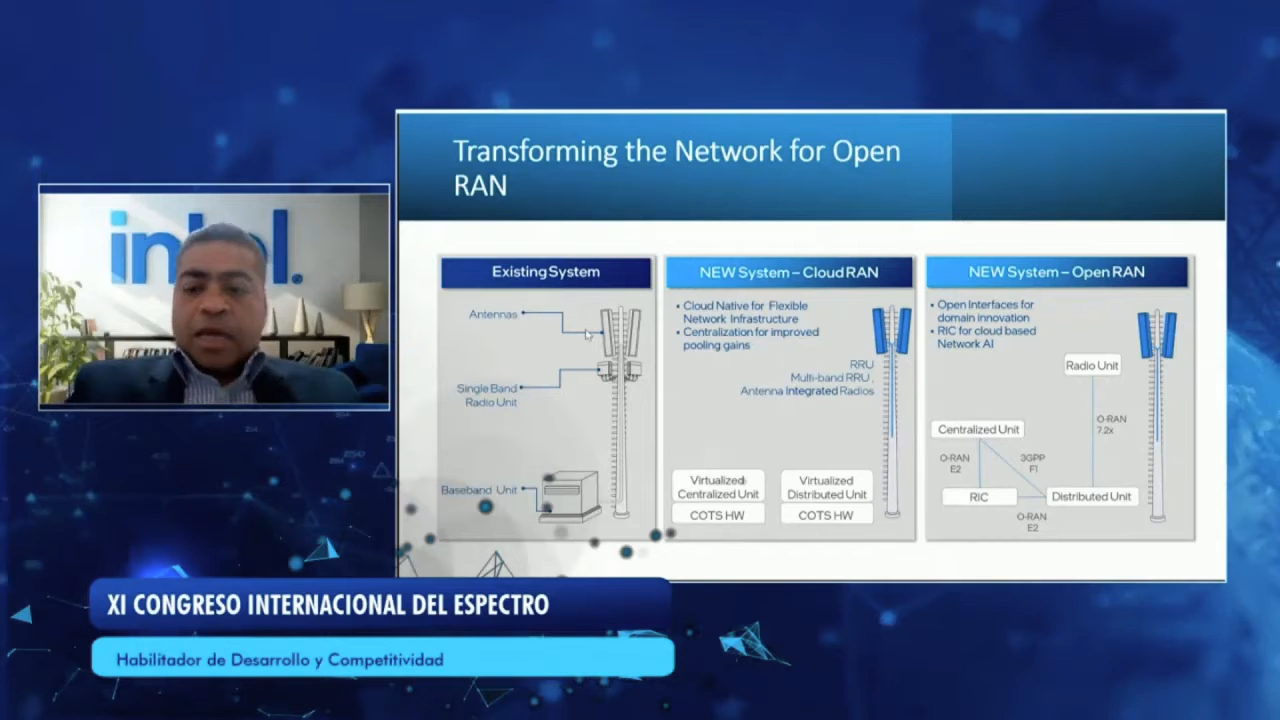 Transforming the Network for Open
RAN
intel.
Existing System
Antennas
Single Band
Radio Unit
Baseband Unit
NEW System – Cloud RAN
• Cloud Native for Flexible
Network Infrastructure
• Centralization for improved
pooling gains
RRU
Multi-band RRU ,
Antenna Integrated Radios
Virtualized
Centralized Unit
COTS HW
Virtualized
Distributed Unit
COTS HW
NEW System – Open RAN
• Open Interfaces for
domain innovation
• RIC for cloud based
Network AI
Radio Unit
O-RAN
7.2x
Centralized Unit
O-RAN
E2
3GPP
F1
RIC
Distributed Unit
O-RAN
E2
XI CONGRESO INTERNACIONAL DEL ESPECTRO
Habilitador de Desarrollo y Competitividad